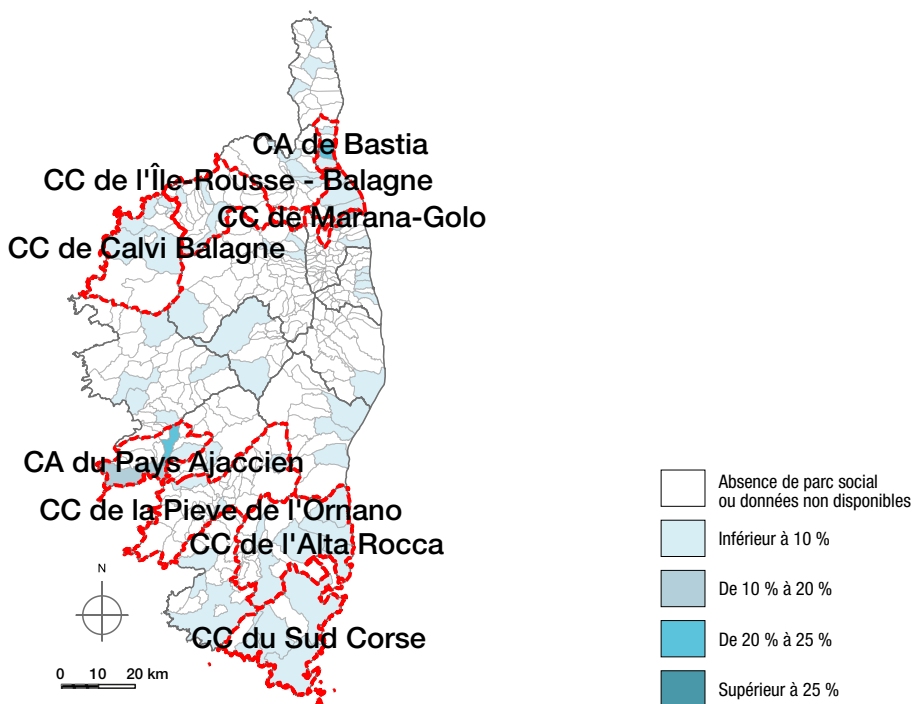 CA de Bastia
CC de l'Île-Rousse - Balagne
CC de Marana-Golo
CC de Calvi Balagne
CA du Pays Ajaccien
CC de la Pieve de l'Ornano
CC de l'Alta Rocca
CC du Sud Corse
N
0 10 20 km
Absence de parc social
ou données non disponibles
Inférieur à 10 %
De 10 % à 20 %
De 20 % à 25 %
Supérieur à 25 %